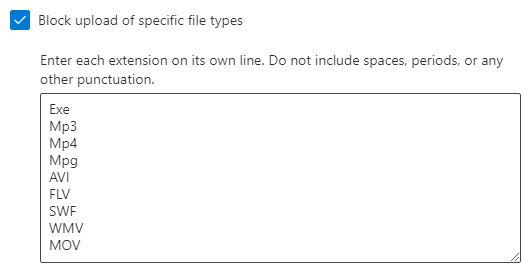 Block upload of specific file types
Enter each extension on its own line. Do not include spaces, periods, or any
other punctuation.
Exe
Mp3
Mp4
Mpg
AVI
FLV
SWF
WMV
MOV